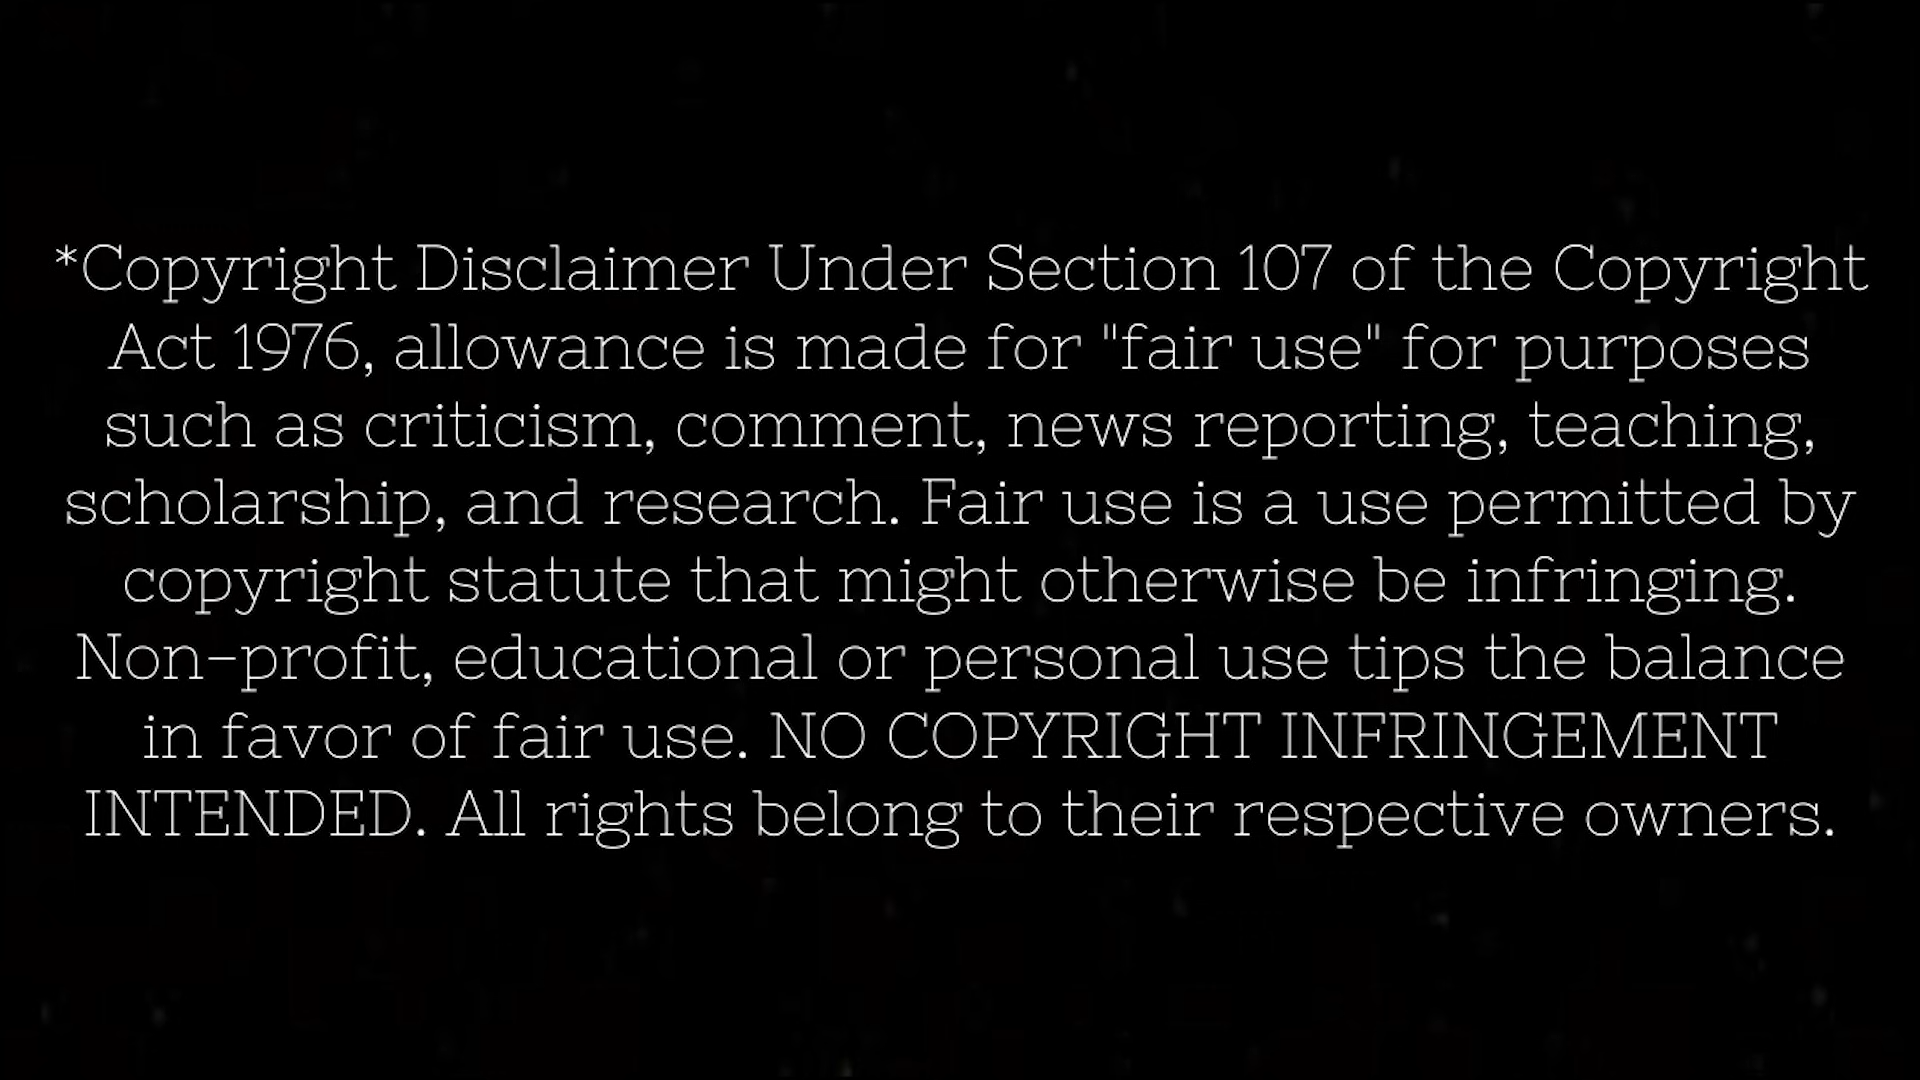 *Copyright Disclaimer Under Section 107 of the Copyright
Act 1976, allowance is made for "fair use" for purposes
such as criticism, comment, news reporting, teaching,
scholarship, and research. Fair use is a use permitted by
copyright statute that might otherwise be infringing.
Non-profit, educational or personal use tips the balance
in favor of fair use. NO COPYRIGHT INFRINGEMENT
INTENDED. All rights belong to their respective owners.